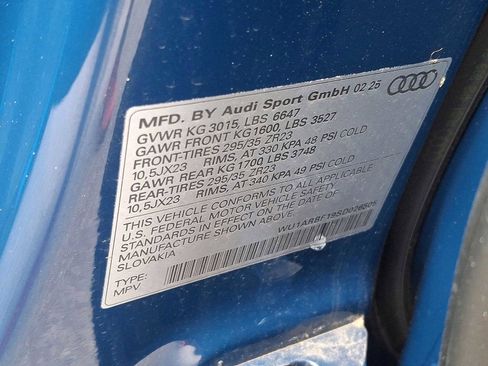 MFD. BY Audi Sport GmbH 02 25
GVWR KG 3015, LBS 6647
GAWR FRONT KG1600, LBS 3527
FRONT-TIRES 295/35 ZR23
10,5JX23 RIMS, AT 330 KPA 48 PSI COLD
GAWR REAR KG 1700, LBS 3748
REAR-TIRES 295/35 ZR23
10,5JX23 RIMS, AT 340 KPA 49 PSI COLD
THIS VEHICLE CONFORMS TO ALL APPLICABLE
U.S. FEDERAL MOTOR VEHICLE SAFETY
STANDARDS IN EFFECT ON THE DATE OF
MANUFACTURE SHOWN ABOVE.
SLOVAKIA
WU1ARBF19SD026505
TYPE:
MPV